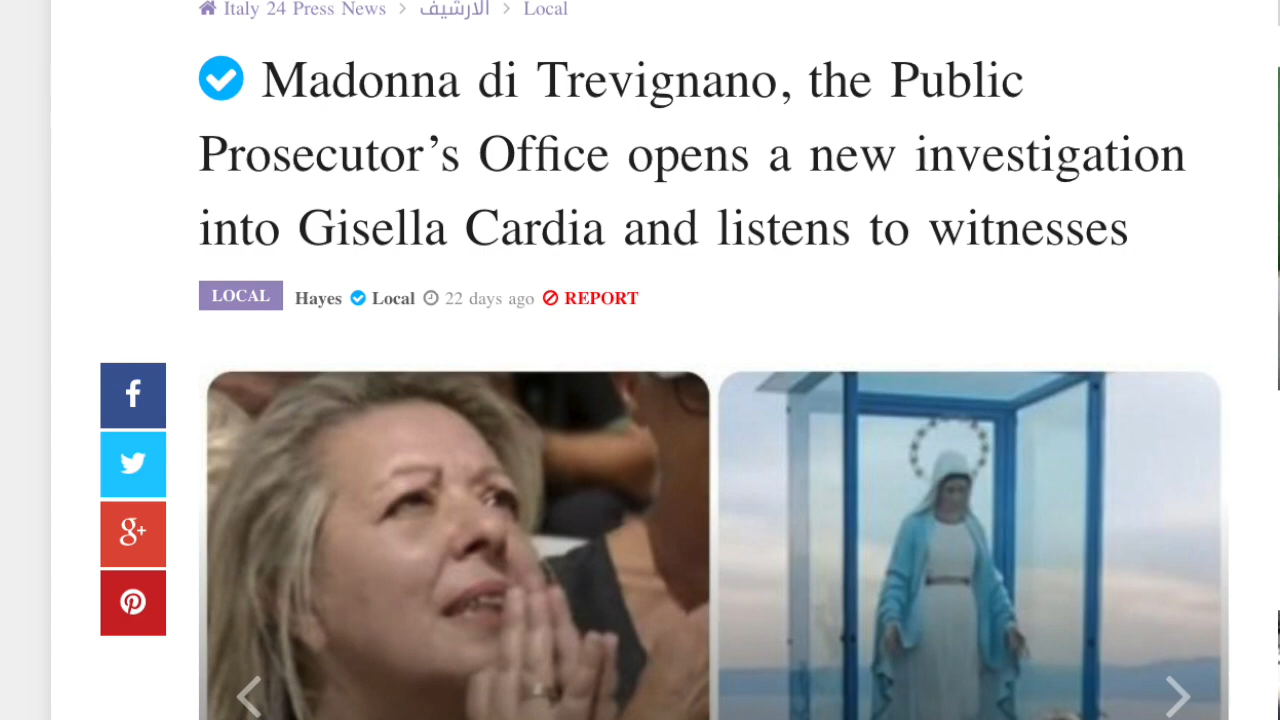 Italy 24 Press News > الارشيف > Local
Madonna di Trevignano, the Public
Prosecutor’s Office opens a new investigation
into Gisella Cardia and listens to witnesses
LOCAL Hayes Local 22 days ago REPORT
f
g+